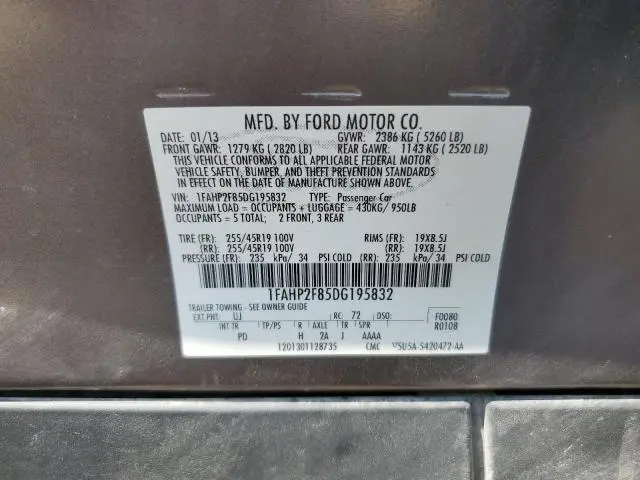 MFD. BY FORD MOTOR CO.
DATE: 01/13 GVWR: 2386 KG ( 5260 LB)
FRONT GAWR: 1279 KG ( 2820 LB) REAR GAWR: 1143 KG ( 2520 LB)
THIS VEHICLE CONFORMS TO ALL APPLICABLE FEDERAL MOTOR
VEHICLE SAFETY, BUMPER, AND THEFT PREVENTION STANDARDS
IN EFFECT ON THE DATE OF MANUFACTURE SHOWN ABOVE.
VIN: 1FAHP2F85DG195832 TYPE: Passenger Car
MAXIMUM LOAD = OCCUPANTS + LUGGAGE = 430KG/ 950LB
OCCUPANTS = 5 TOTAL; 2 FRONT, 3 REAR
TIRE (FR): 255/45R19 100V RIMS (FR): 19X8.5J
(RR): 255/45R19 100V (RR): 19X8.5J
PRESSURE (FR): 235 kPa/ 34 PSI COLD (RR): 235 kPa/ 34 PSI COLD
1FAHP2F85DG195832
TRAILER TOWING - SEE OWNER GUIDE
EXT PNT: UJ RC: 72 DSO: F0080
INT TR TP/PS R AXLE TR SPR R0108
PD H 2A J AAAA
1201301128735 CMC 5U5A-5420472-AA